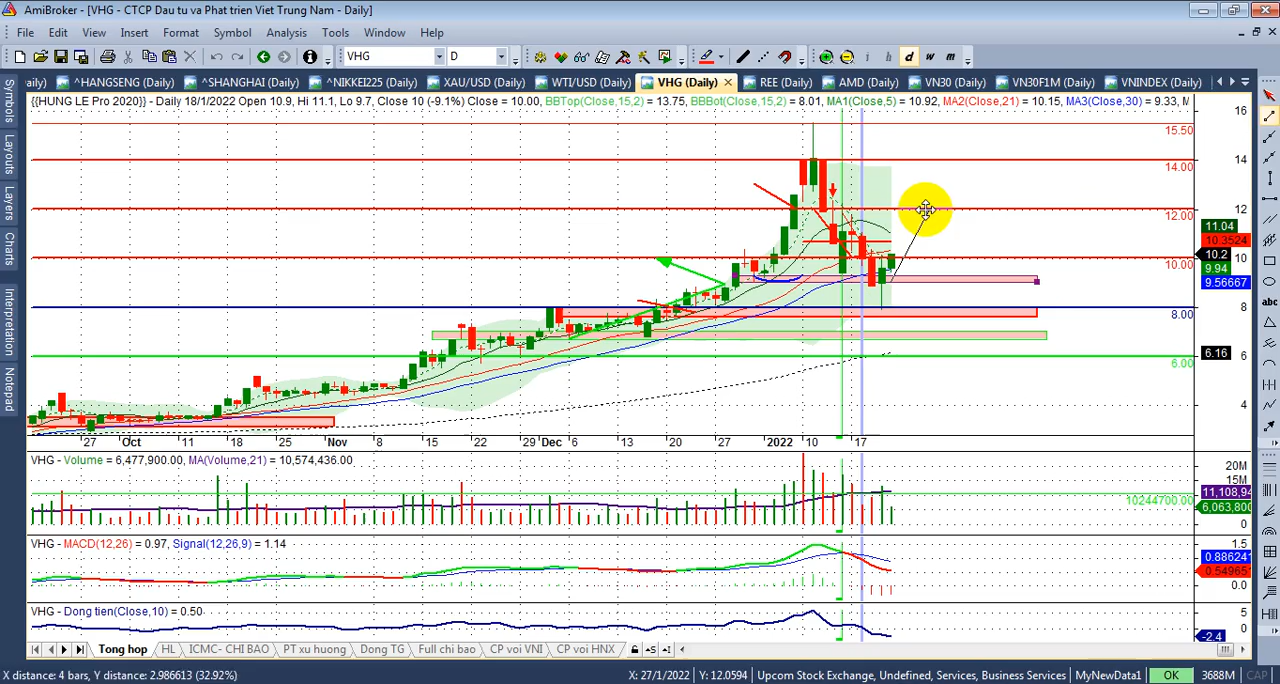 AmiBroker - [VHG - CTCP Dau tu va Phat trien Viet Trung Nam - Daily]
File Edit View Insert Format Symbol Analysis Tools Window Help
VHG D i h d w m
aily) ^HANGSENG (Daily) ^SHANGHAI (Daily) ^NIKKEI225 (Daily) XAU/USD (Daily) WTI/USD (Daily) VHG (Daily) REE (Daily) AMD (Daily) VN30 (Daily) VN30F1M (Daily) VNINDEX (Daily)
Symbols
Layouts
Layers
Charts
Interpretation
Notepad
{{HUNG LE Pro 2020}} - Daily 18/1/2022 Open 10.9, Hi 11.1, Lo 9.7, Close 10 (-9.1%) Close = 10.00, BBTop(Close,15,2) = 13.75, BBBot(Close,15,2) = 8.01, MA1(Close,5) = 10.92, MA2(Close,21) = 10.15, MA3(Close,30) = 9.33, M
16
15.50
14
14.00
12
12.00
11.04
10.3524
10.2
10
10.00
9.94
9.56667
8
8.00
6.16
6
6.00
4
27 Oct 11 18 25 Nov 8 15 22 29 Dec 6 13 20 27 2022 10 17
VHG - Volume = 6,477,900.00, MA(Volume,21) = 10,574,436.00
20M
15M
11,108,94
10244700.00
6,063,800
0
VHG - MACD(12,26) = 0.97, Signal(12,26,9) = 1.14
1.5
0.88624
0.54965
0.0
VHG - Dong tien(Close,10) = 0.50
5
0
-2.4
Tong hop HL ICMC- CHI BAO PT xu huong Dong TG Full chi bao CP voi VNI CP voi HNX
abc
X distance: 4 bars, Y distance: 2.986613 (32.92%) X: 27/1/2022 Y: 12.0594 Upcom Stock Exchange, Undefined, Services, Business Services MyNewData1 OK 3688M CAP